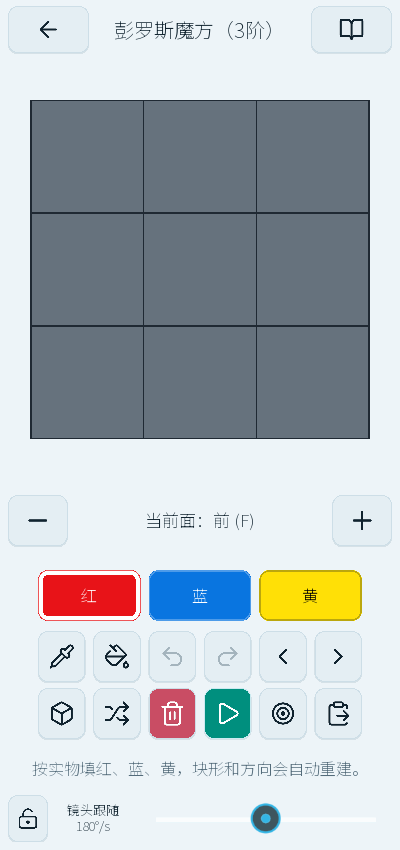 彭罗斯魔方（3阶）
当前面：前 (F)
红 蓝 黄
按实物填红、蓝、黄，块形和方向会自动重建。
镜头跟随
180°/s